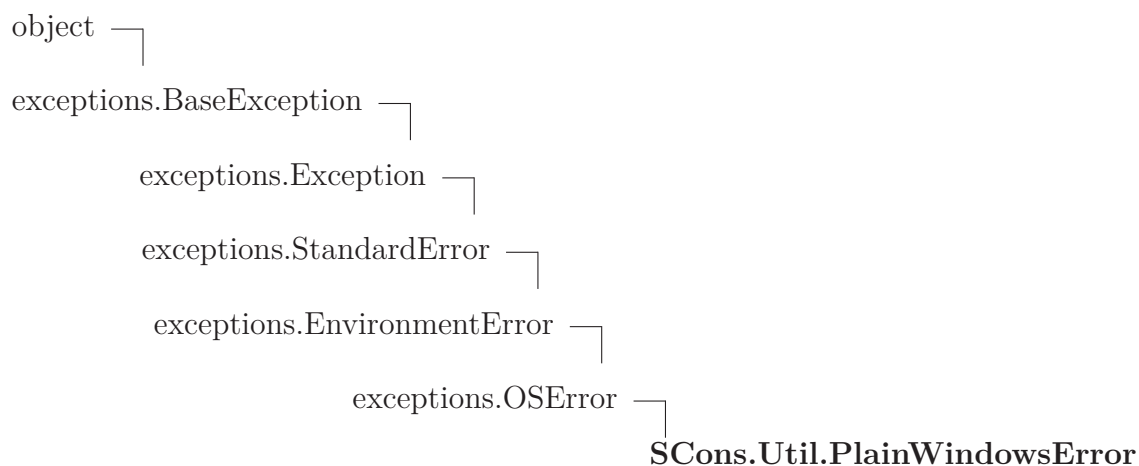 object
exceptions.BaseException
exceptions.Exception
exceptions.StandardError
exceptions.EnvironmentError
exceptions.OSError
SCons.Util.PlainWindowsError